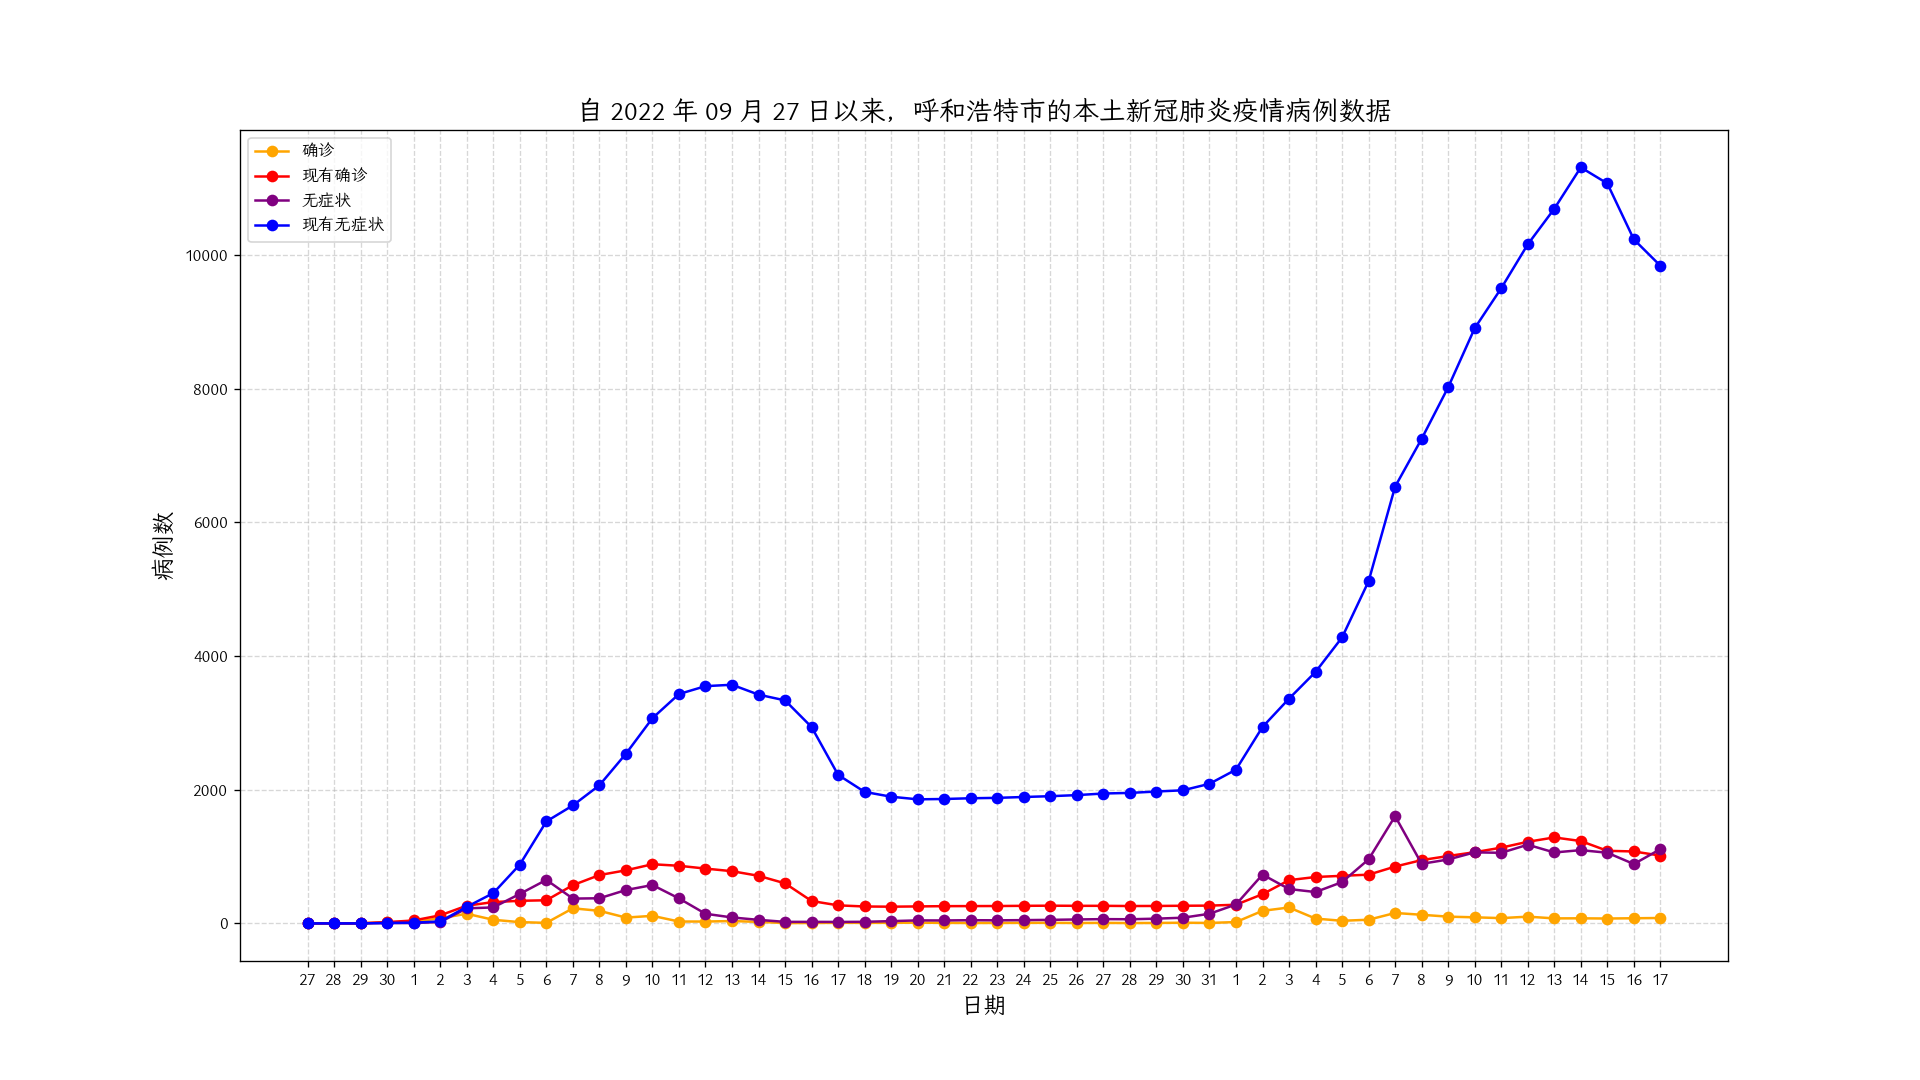 自 2022 年 09 月 27 日以来，呼和浩特市的本土新冠肺炎疫情病例数据
确诊
现有确诊
无症状
现有无症状
10000
8000
6000
4000
2000
0
病例数
27 28 29 30 1 2 3 4 5 6 7 8 9 10 11 12 13 14 15 16 17 18 19 20 21 22 23 24 25 26 27 28 29 30 31 1 2 3 4 5 6 7 8 9 10 11 12 13 14 15 16 17
日期